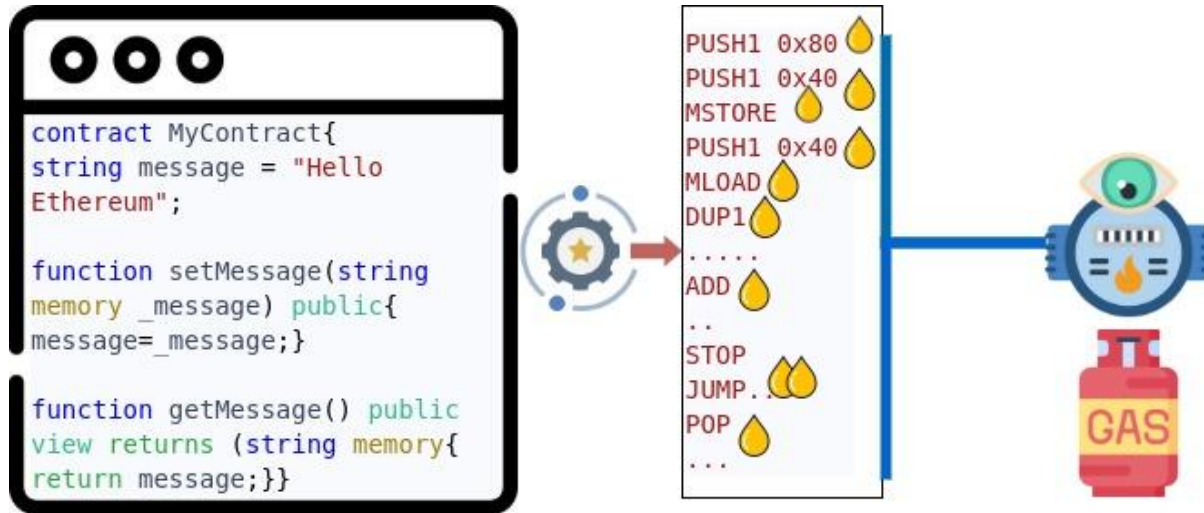 contract MyContract{
string message = "Hello
Ethereum";
function setMessage(string
memory _message) public{
message=_message;}
function getMessage() public
view returns (string memory{
return message;}}
PUSH1 0x80
PUSH1 0x40
MSTORE
PUSH1 0x40
MLOAD
DUP1
.....
ADD
..
STOP
JUMP..
POP
...
GAS